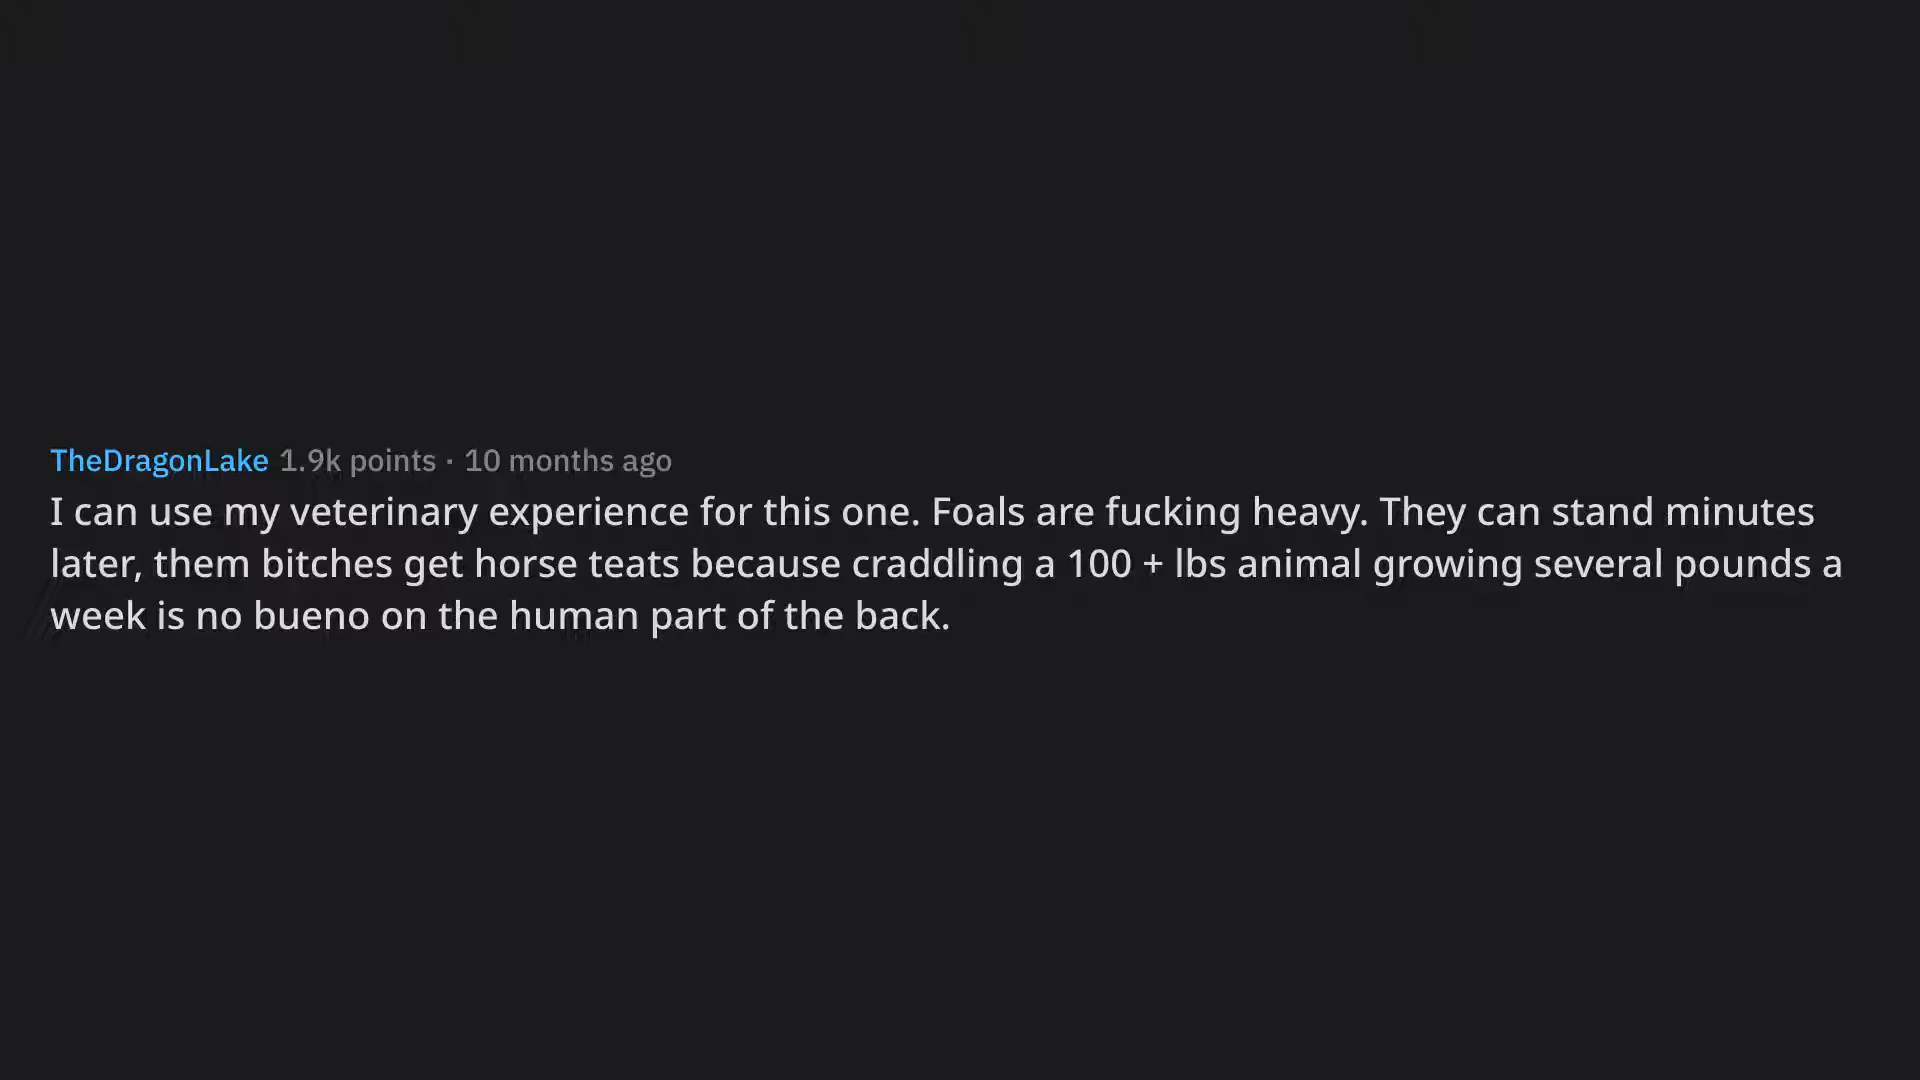 TheDragonLake 1.9k points · 10 months ago
I can use my veterinary experience for this one. Foals are fucking heavy. They can stand minutes
later, them bitches get horse teats because craddling a 100 + lbs animal growing several pounds a
week is no bueno on the human part of the back.